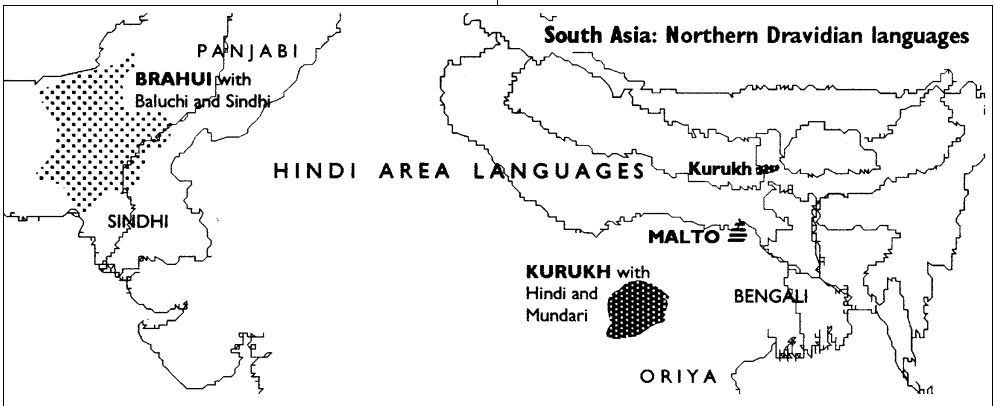 South Asia: Northern Dravidian languages
PANJABI
BRAHUI with
Baluchi and Sindhi
HINDI AREA LANGUAGES
Kurukh
SINDHI
MALTO
KURUKH with
Hindi and
Mundari
BENGALI
ORIYA